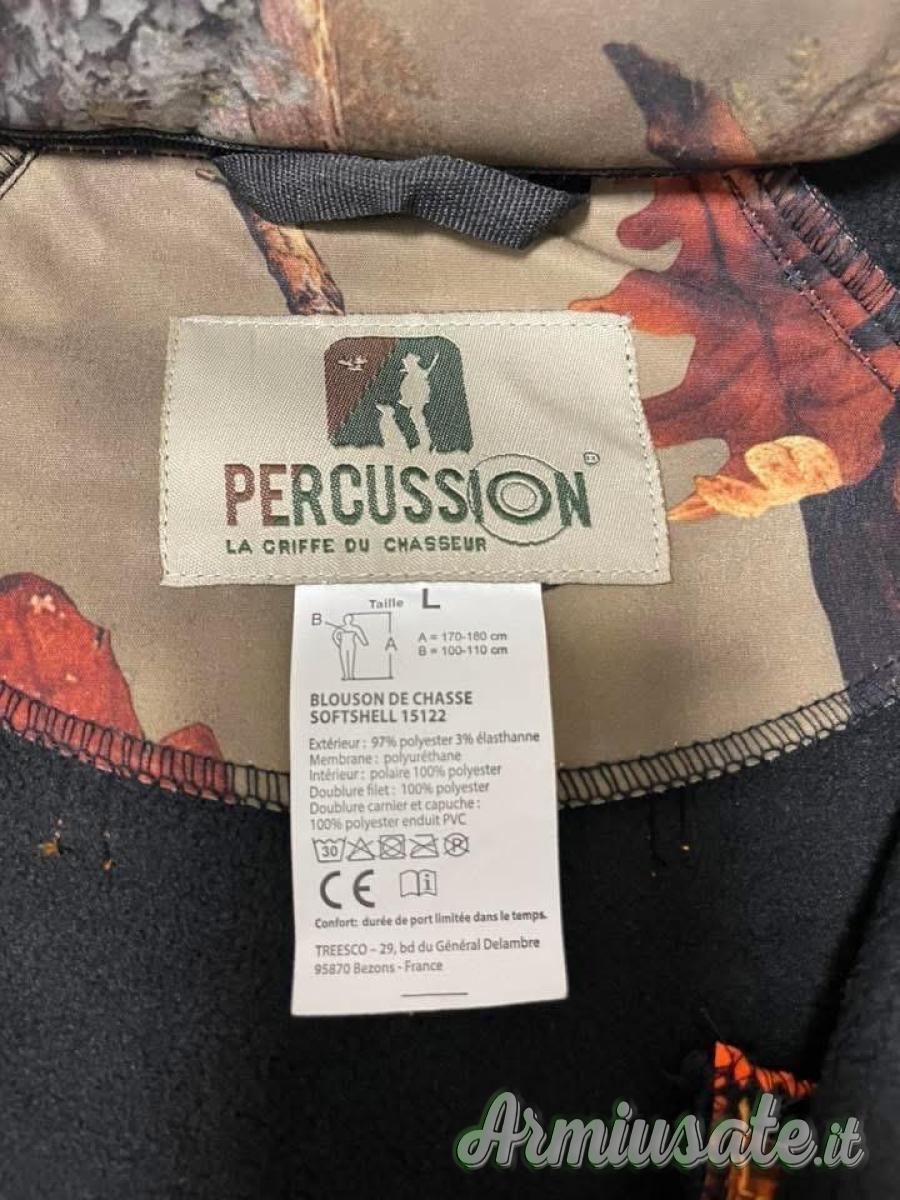 PERCUSSION®
LA GRIFFE DU CHASSEUR
Taille L
B
A
A = 170-180 cm
B = 100-110 cm
BLOUSON DE CHASSE
SOFTSHELL 15122
Extérieur : 97% polyester 3% élasthanne
Membrane : polyuréthane
Intérieur : polaire 100% polyester
Doublure filet : 100% polyester
Doublure carnier et capuche :
100% polyester enduit PVC
30 P
CE i
Confort: durée de port limitée dans le temps.
TREESCO – 29, bd du Général Delambre
95870 Bezons - France
Armiusate.it